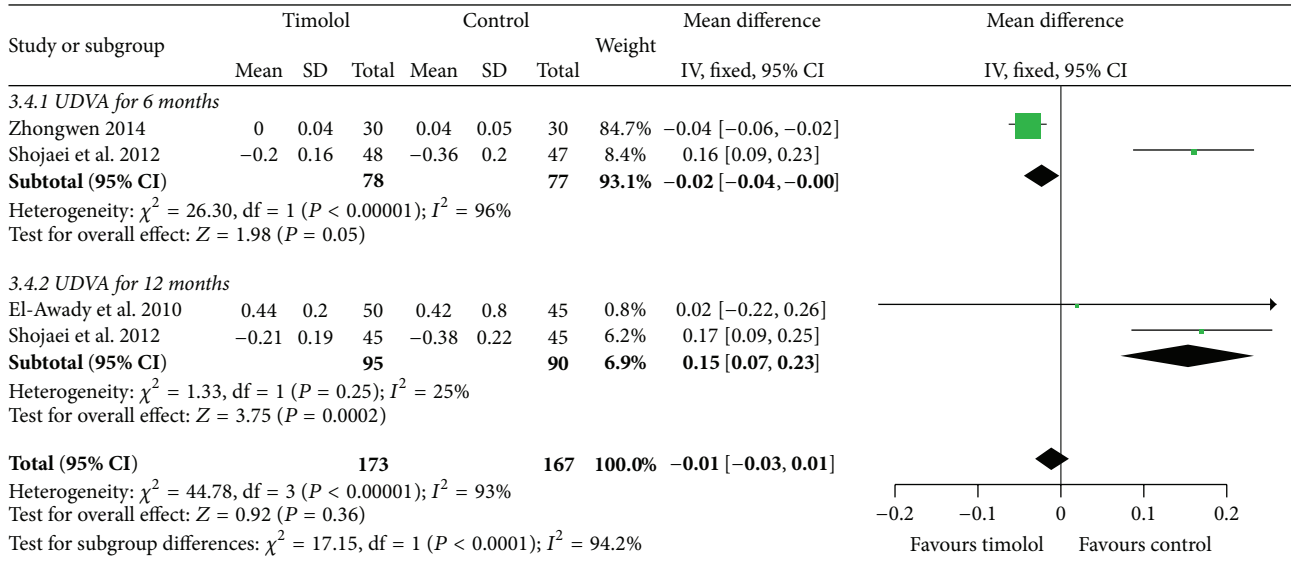 Timolol Control Mean difference Mean difference
Study or subgroup Weight
Mean SD Total Mean SD Total IV, fixed, 95% CI IV, fixed, 95% CI
3.4.1 UDVA for 6 months
Zhongwen 2014 0 0.04 30 0.04 0.05 30 84.7% −0.04 [−0.06, −0.02]
Shojaei et al. 2012 −0.2 0.16 48 −0.36 0.2 47 8.4% 0.16 [0.09, 0.23]
Subtotal (95% CI) 78 77 93.1% −0.02 [−0.04, −0.00]
Heterogeneity: χ² = 26.30, df = 1 (P < 0.00001); I² = 96%
Test for overall effect: Z = 1.98 (P = 0.05)
3.4.2 UDVA for 12 months
El-Awady et al. 2010 0.44 0.2 50 0.42 0.8 45 0.8% 0.02 [−0.22, 0.26]
Shojaei et al. 2012 −0.21 0.19 45 −0.38 0.22 45 6.2% 0.17 [0.09, 0.25]
Subtotal (95% CI) 95 90 6.9% 0.15 [0.07, 0.23]
Heterogeneity: χ² = 1.33, df = 1 (P = 0.25); I² = 25%
Test for overall effect: Z = 3.75 (P = 0.0002)
Total (95% CI) 173 167 100.0% −0.01 [−0.03, 0.01]
Heterogeneity: χ² = 44.78, df = 3 (P < 0.00001); I² = 93%
Test for overall effect: Z = 0.92 (P = 0.36)
Test for subgroup differences: χ² = 17.15, df = 1 (P < 0.0001); I² = 94.2%
−0.2 −0.1 0 0.1 0.2
Favours timolol Favours control